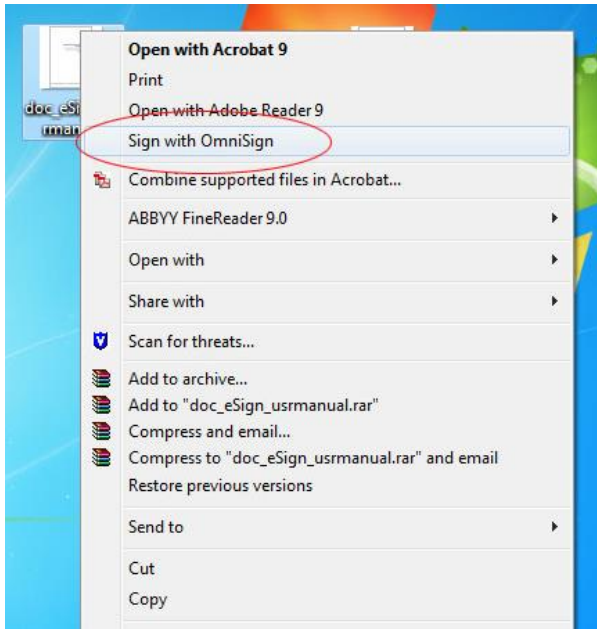 Open with Acrobat 9
Print
Open with Adobe Reader 9
doc_eSi
Sign with OmniSign
rman
Combine supported files in Acrobat...
ABBYY FineReader 9.0
Open with
Share with
Scan for threats...
Add to archive...
Add to "doc_eSign_usrmanual.rar"
Compress and email...
Compress to "doc_eSign_usrmanual.rar" and email
Restore previous versions
Send to
Cut
Copy